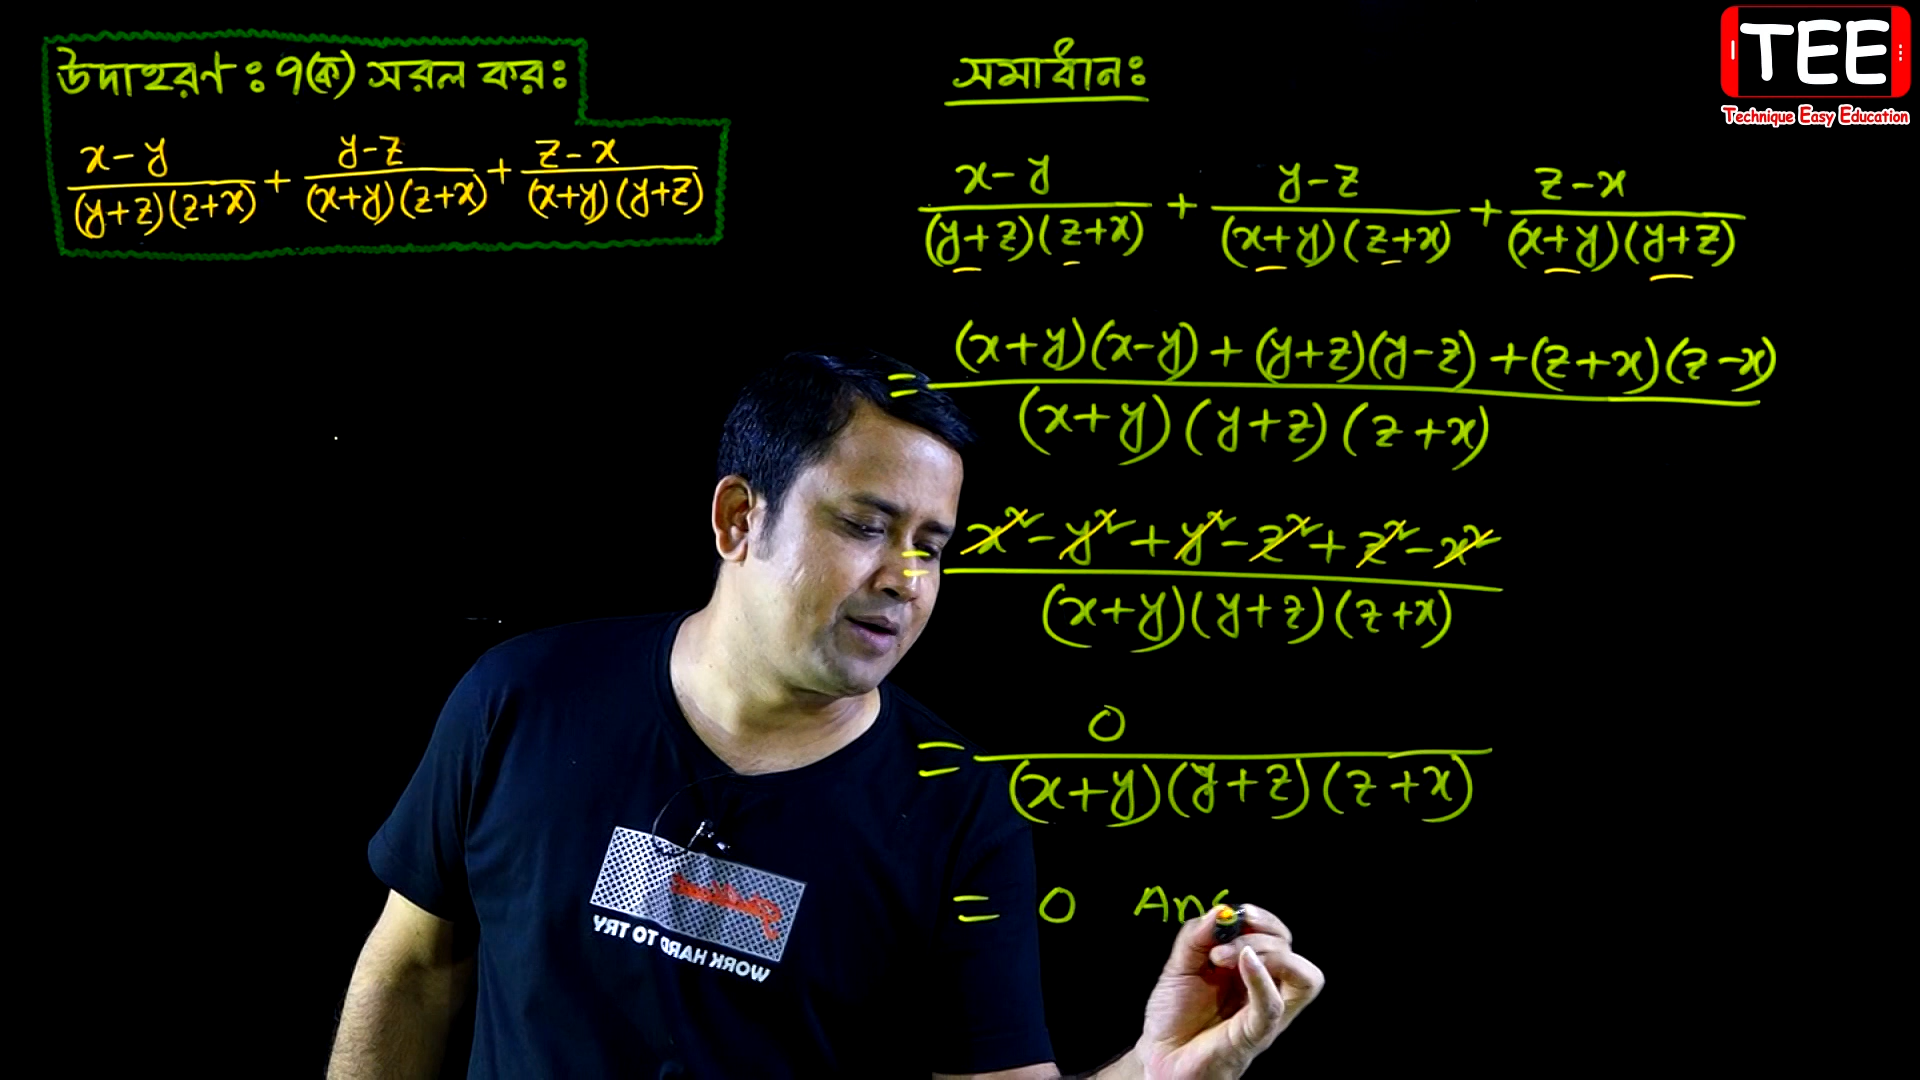 উদাহরণ : ৭(ক) সরল কর :
x-y/(y+z)(z+x) + y-z/(x+y)(z+x) + z-x/(x+y)(y+z)
সমাধান :
x-y/(y+z)(z+x) + y-z/(x+y)(z+x) + z-x/(x+y)(y+z)
= (x+y)(x-y) + (y+z)(y-z) + (z+x)(z-x)/(x+y)(y+z)(z+x)
= x²-y²+y²-z²+z²-x²/(x+y)(y+z)(z+x)
= 0/(x+y)(y+z)(z+x)
= 0 Ans
TEE
Technique Easy Education
WORK HARD TO TRY